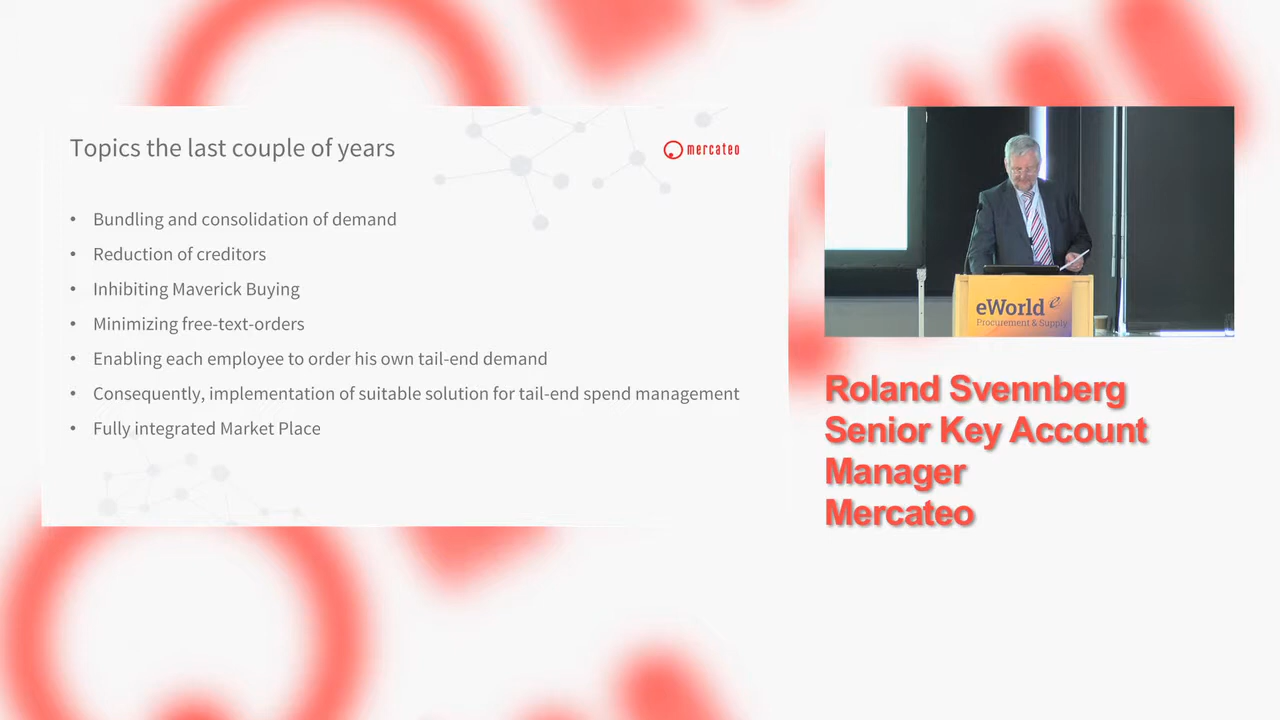 Topics the last couple of years
mercateo
• Bundling and consolidation of demand
• Reduction of creditors
• Inhibiting Maverick Buying
• Minimizing free-text-orders
• Enabling each employee to order his own tail-end demand
• Consequently, implementation of suitable solution for tail-end spend management
• Fully integrated Market Place
eWorld e
Procurement & Supply
Roland Svennberg
Senior Key Account
Manager
Mercateo